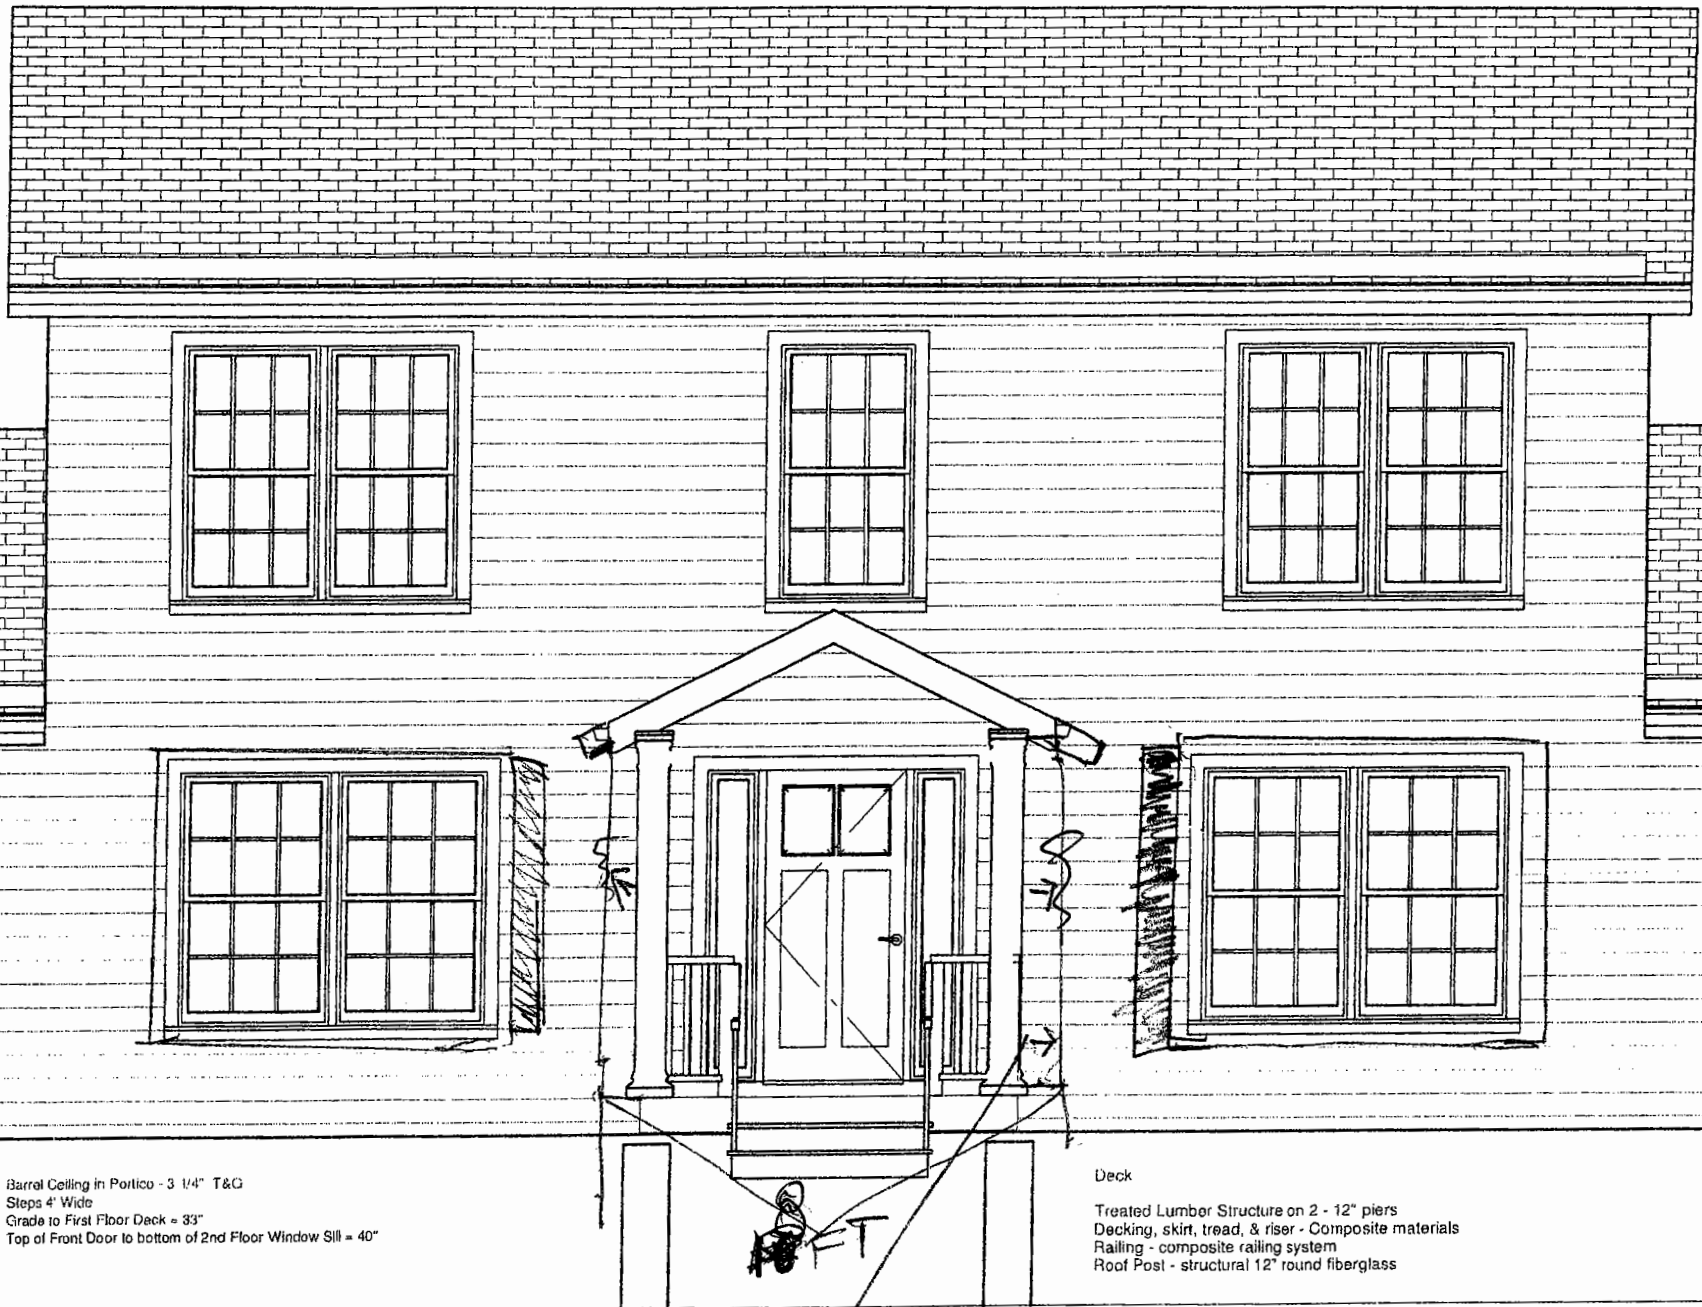 Barrel Ceiling in Portico - 3 1/4" T&G
Steps 4' Wide
Grade to First Floor Deck = 33"
Top of Front Door to bottom of 2nd Floor Window Sill = 40"
Deck
Treated Lumber Structure on 2 - 12" piers
Decking, skirt, tread, & riser - Composite materials
Railing - composite railing system
Roof Post - structural 12" round fiberglass